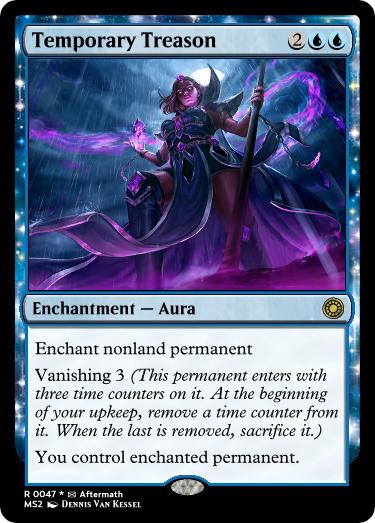 Temporary Treason 2
Enchantment — Aura
Enchant nonland permanent
Vanishing 3 (This permanent enters with
three time counters on it. At the beginning
of your upkeep, remove a time counter from
it. When the last is removed, sacrifice it.)
You control enchanted permanent.
R 0047 * Aftermath
MS2 Dennis Van Kessel